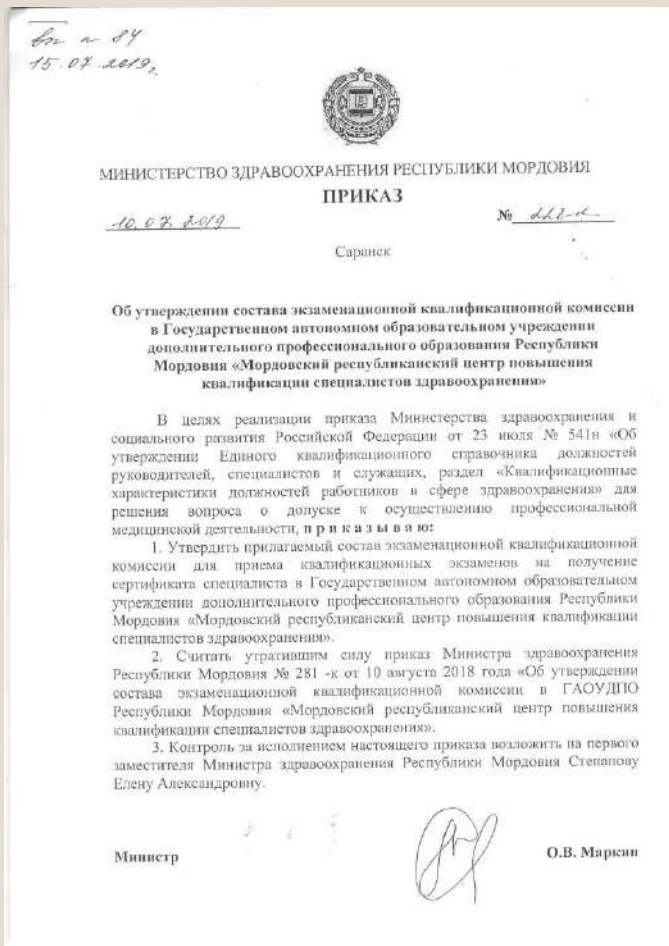 вп № 84
15.07.2019г.
МИНИСТЕРСТВО ЗДРАВООХРАНЕНИЯ РЕСПУБЛИКИ МОРДОВИЯ
ПРИКАЗ
10.07.2019 №
Саранск
Об утверждении состава экзаменационной квалификационной комиссии
в Государственном автономном образовательном учреждении
дополнительного профессионального образования Республики
Мордовия «Мордовский республиканский центр повышения
квалификации специалистов здравоохранения»
В целях реализации приказа Министерства здравоохранения и
социального развития Российской Федерации от 23 июля № 541н «Об
утверждении Единого квалификационного справочника должностей
руководителей, специалистов и служащих, раздел «Квалификационные
характеристики должностей работников в сфере здравоохранения» для
решения вопроса о допуске к осуществлению профессиональной
медицинской деятельности, п р и к а з ы в а ю:
1. Утвердить прилагаемый состав экзаменационной квалификационной
комиссии для приема квалификационных экзаменов на получение
сертификата специалиста в Государственном автономном образовательном
учреждении дополнительного профессионального образования Республики
Мордовия «Мордовский республиканский центр повышения квалификации
специалистов здравоохранения».
2. Считать утратившим силу приказ Министра здравоохранения
Республики Мордовия № 281 -к от 10 августа 2018 года «Об утверждении
состава экзаменационной квалификационной комиссии в ГАОУДПО
Республики Мордовия «Мордовский республиканский центр повышения
квалификации специалистов здравоохранения».
3. Контроль за исполнением настоящего приказа возложить на первого
заместителя Министра здравоохранения Республики Мордовия Степанову
Елену Александровну.
Министр О.В. Маркин